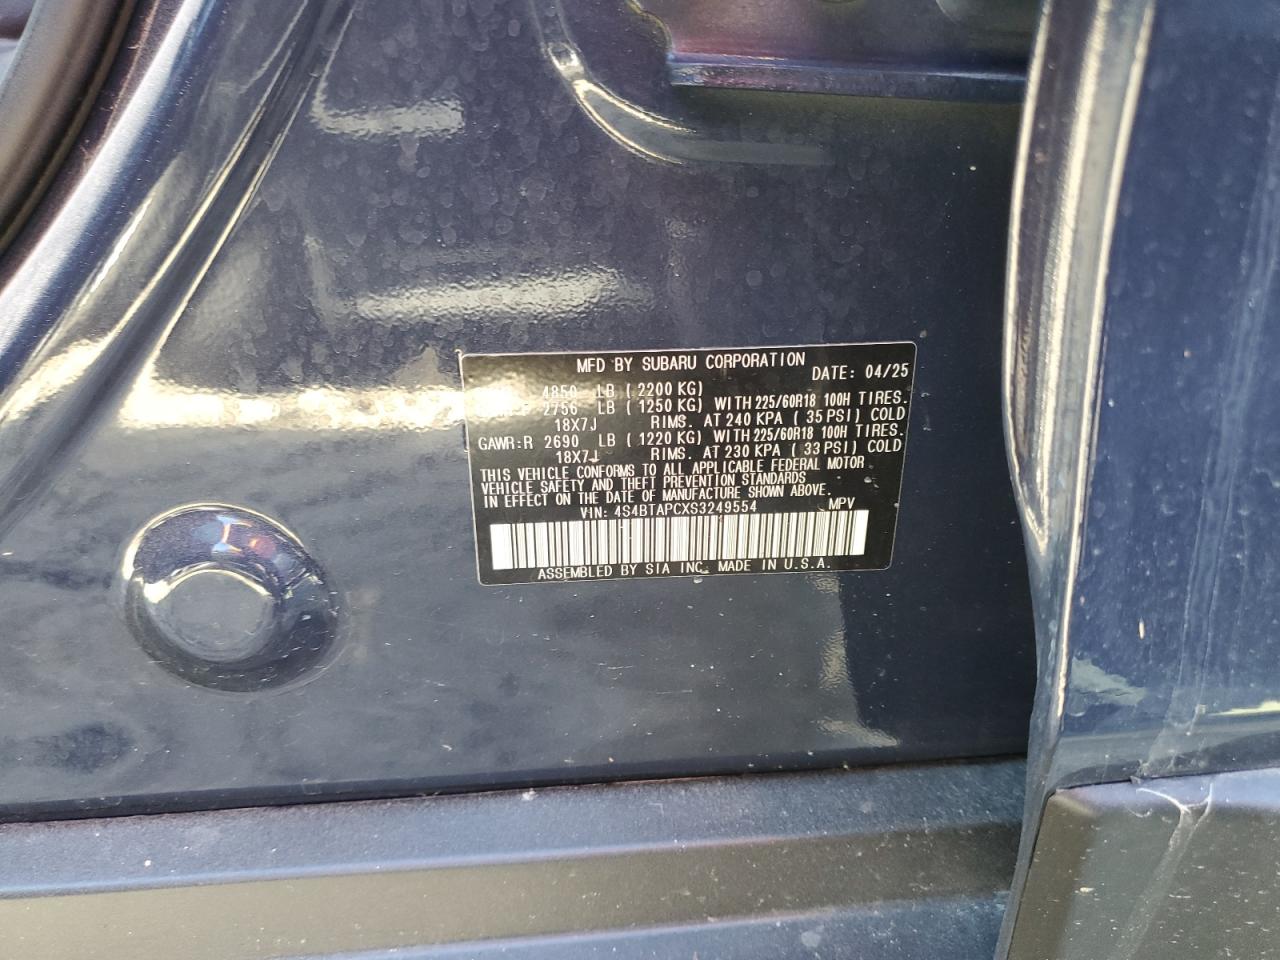 MFD BY SUBARU CORPORATION
DATE: 04/25
4850 LB ( 2200 KG)
2756 LB ( 1250 KG) WITH 225/60R18 100H TIRES.
18X7J RIMS. AT 240 KPA ( 35 PSI) COLD
GAWR:R 2690 LB ( 1220 KG) WITH 225/60R18 100H TIRES.
18X7J RIMS. AT 230 KPA ( 33 PSI) COLD
THIS VEHICLE CONFORMS TO ALL APPLICABLE FEDERAL MOTOR
VEHICLE SAFETY AND THEFT PREVENTION STANDARDS
IN EFFECT ON THE DATE OF MANUFACTURE SHOWN ABOVE.
VIN: 4S4BTAPCXS3249554 MPV
ASSEMBLED BY SIA INC. MADE IN U.S.A.